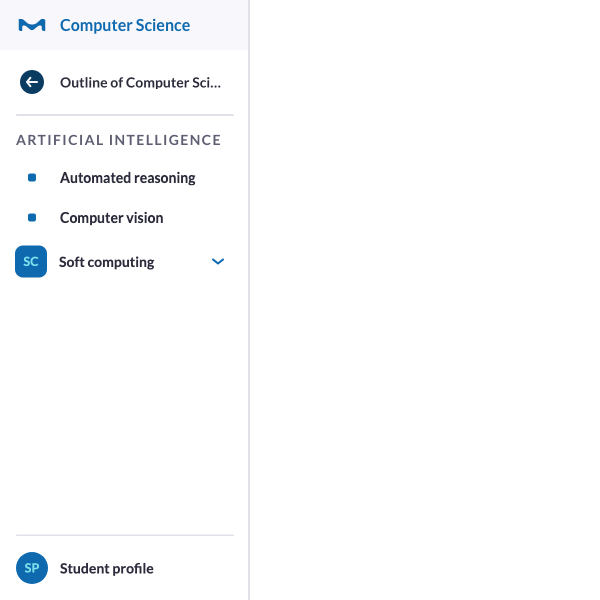 Computer Science
Outline of Computer Sci...
ARTIFICIAL INTELLIGENCE
Automated reasoning
Computer vision
SC Soft computing
SP Student profile